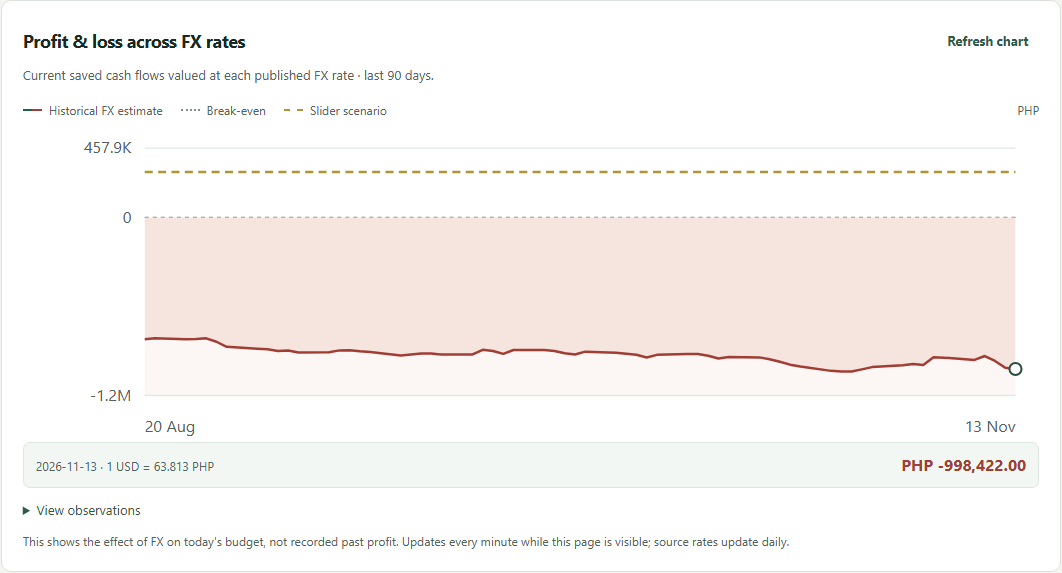 Profit & loss across FX rates
Refresh chart
Current saved cash flows valued at each published FX rate · last 90 days.
Historical FX estimate
Break-even
Slider scenario
PHP
457.9K
0
-1.2M
20 Aug
13 Nov
2026-11-13 · 1 USD = 63.813 PHP
PHP -998,422.00
View observations
This shows the effect of FX on today's budget, not recorded past profit. Updates every minute while this page is visible; source rates update daily.